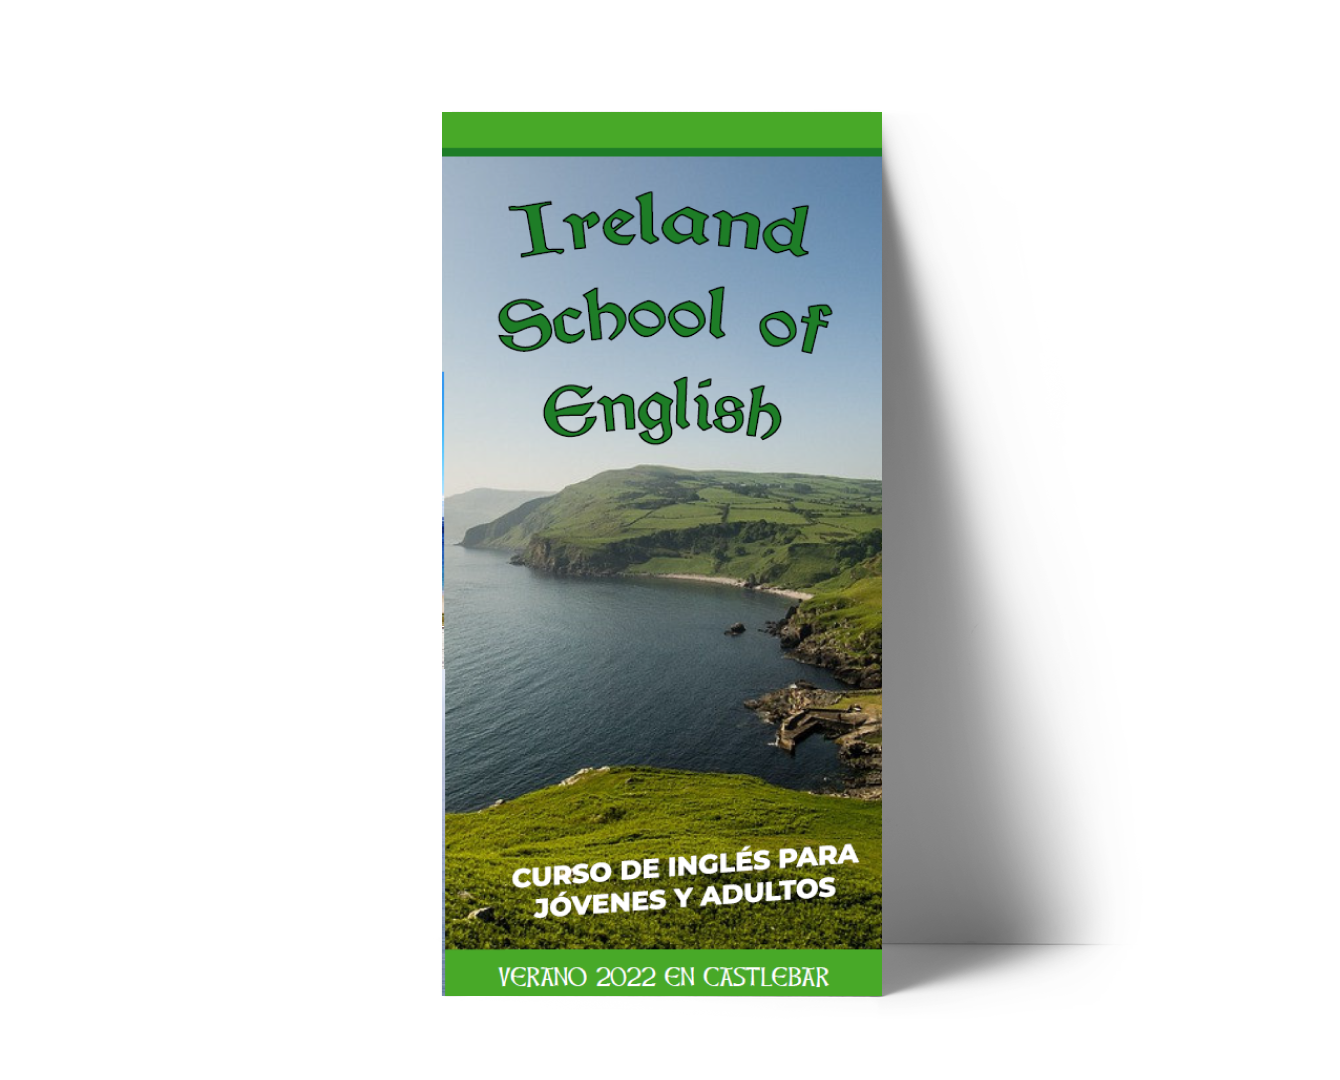 Ireland
School of
English
CURSO DE INGLÉS PARA
JÓVENES Y ADULTOS
VERANO 2022 EN CASTLEBAR